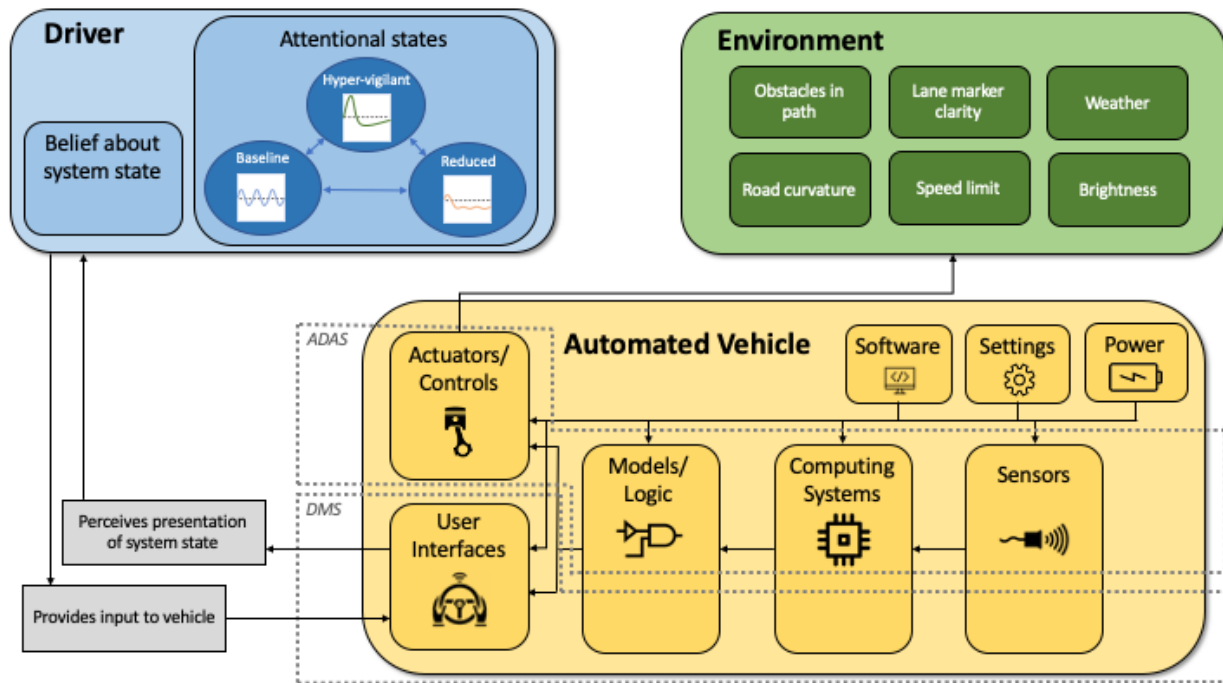 Driver
Attentional states
Hyper-vigilant
Baseline
Reduced
Belief about
system state
Environment
Obstacles in
path
Lane marker
clarity
Weather
Road curvature
Speed limit
Brightness
ADAS
Actuators/
Controls
Automated Vehicle
Software
</>
Settings
Power
Models/
Logic
Computing
Systems
Sensors
DMS
User
Interfaces
Perceives presentation
of system state
Provides input to vehicle